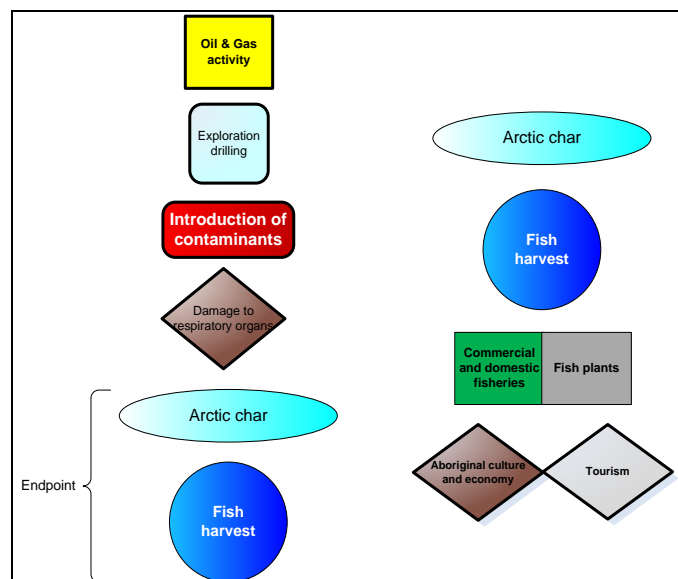 Oil & Gas
activity
Exploration
drilling
Introduction of
contaminants
Damage to
respiratory organs
Arctic char
Endpoint
Fish
harvest
Arctic char
Fish
harvest
Commercial
and domestic
fisheries
Fish plants
Aboriginal culture
and economy
Tourism